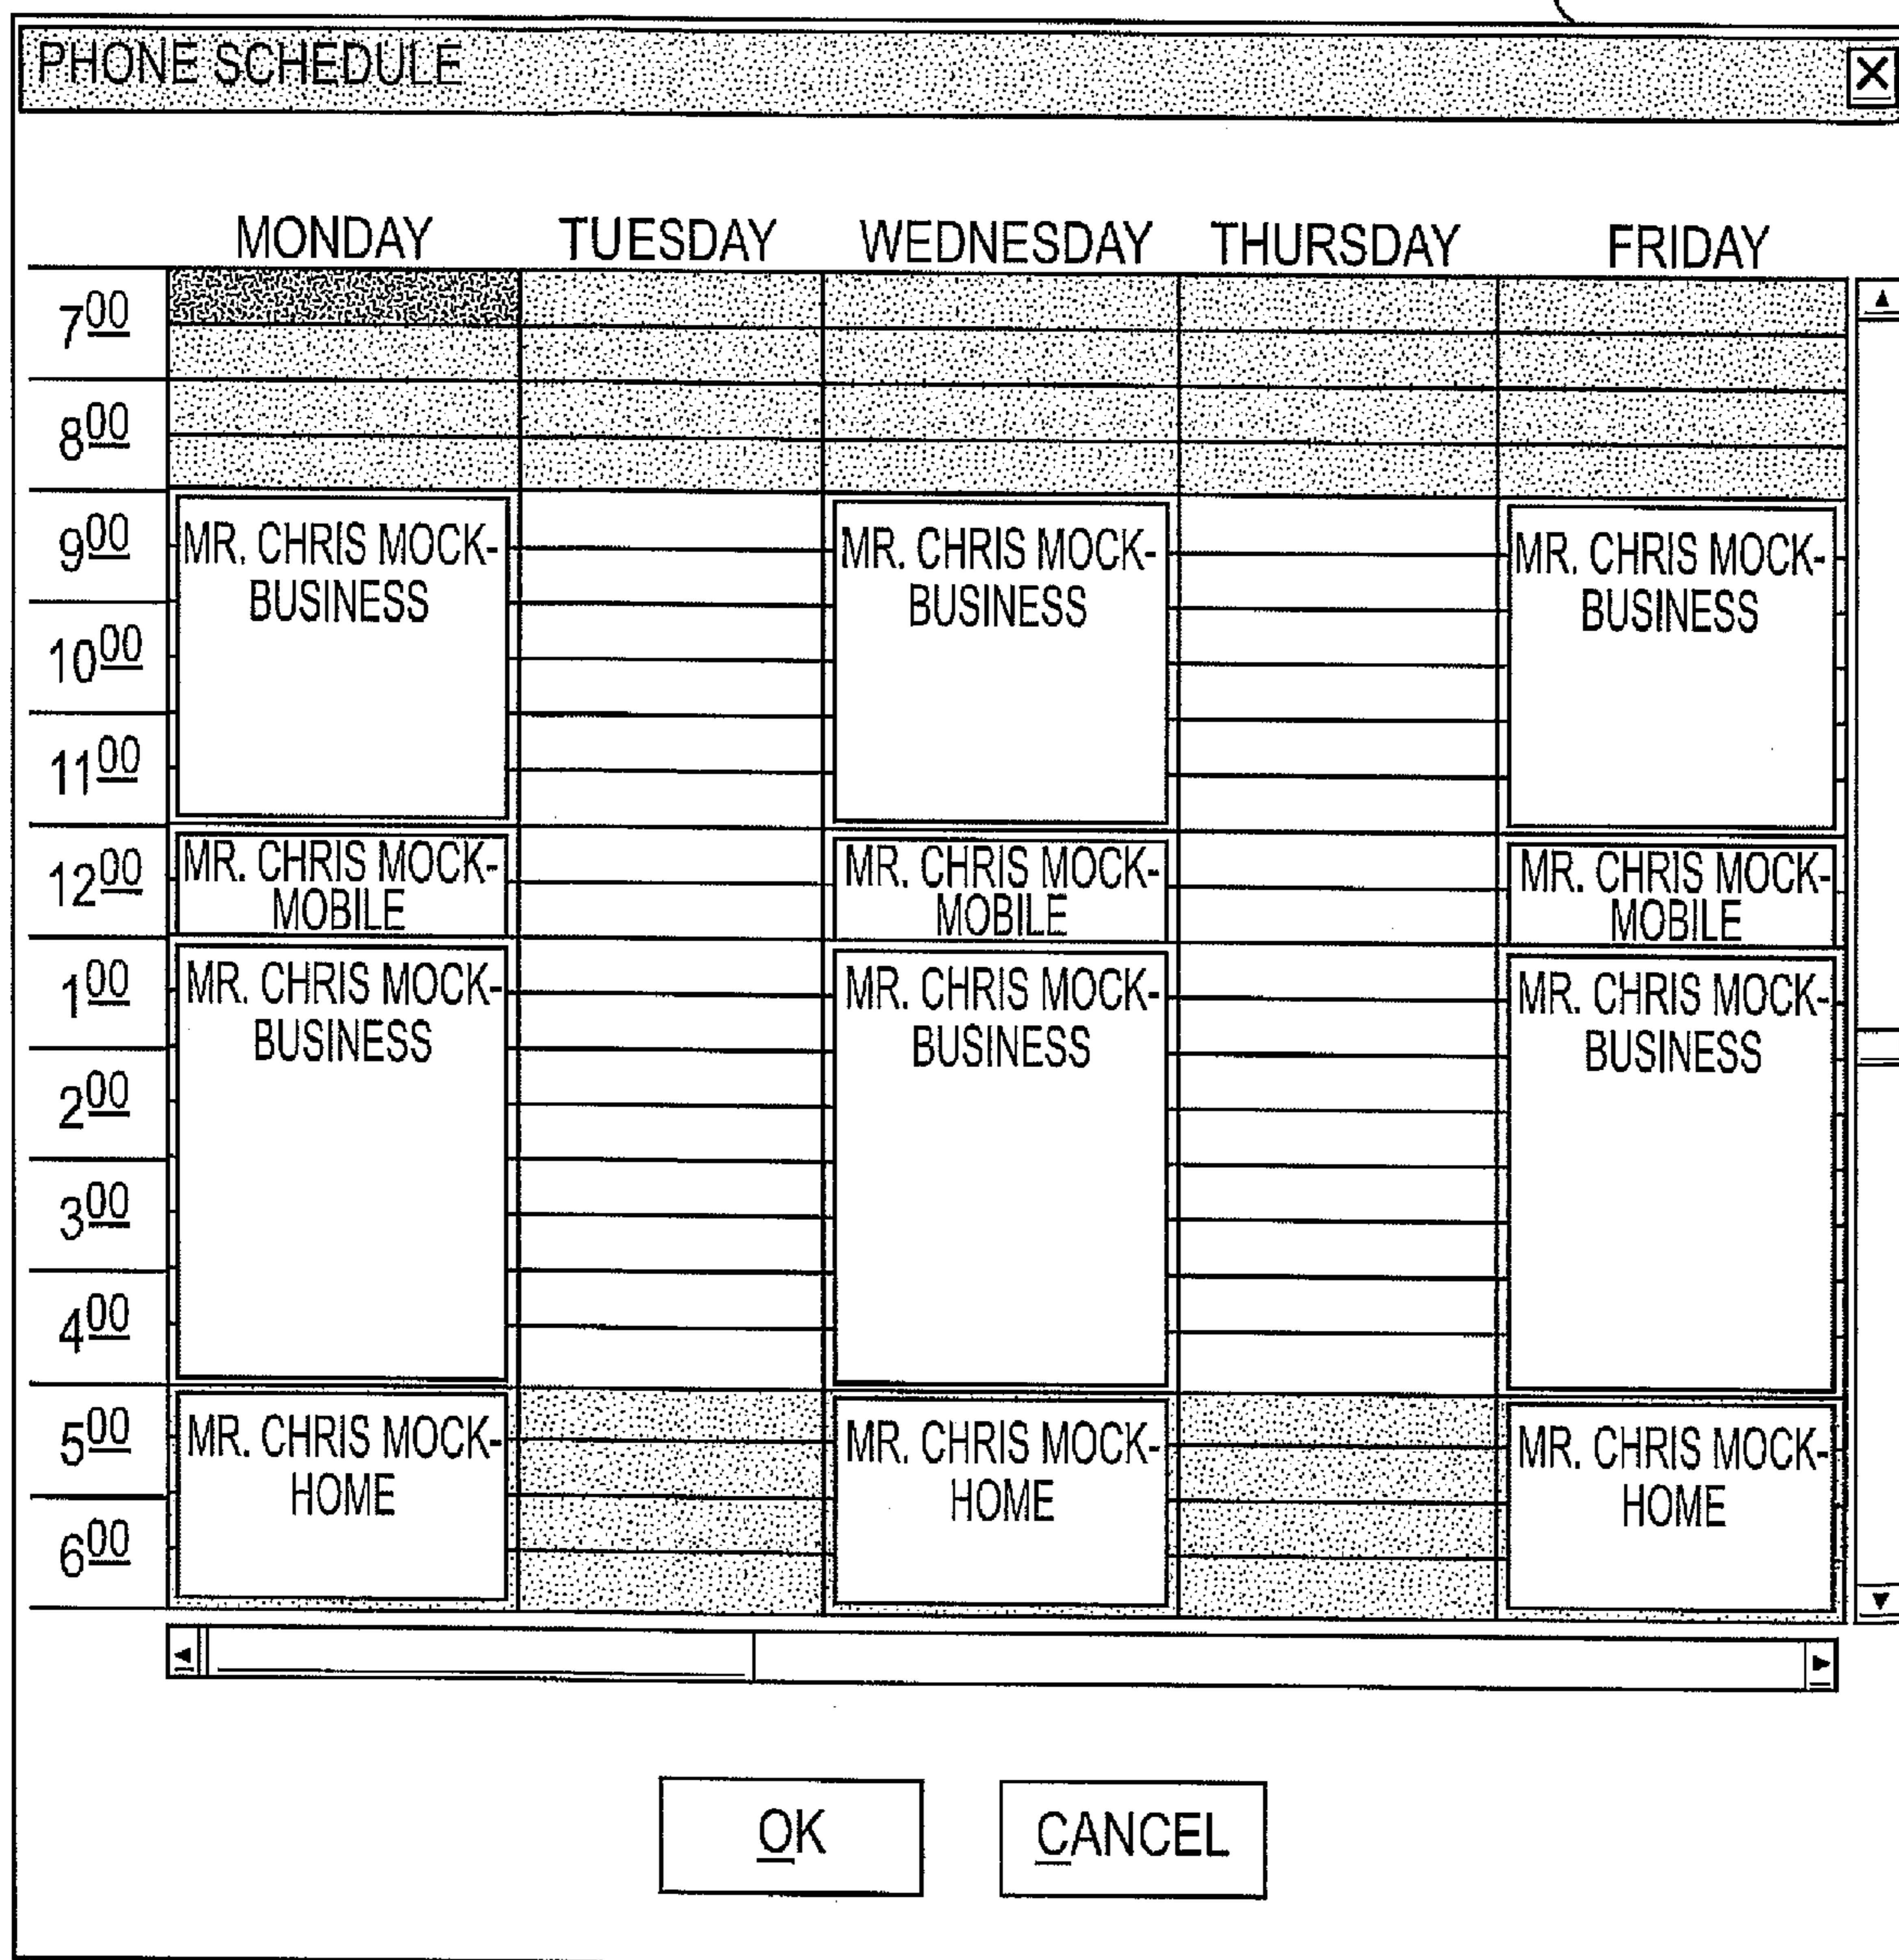 PHONE SCHEDULE
X
MONDAY TUESDAY WEDNESDAY THURSDAY FRIDAY
7 00
8 00
9 00 MR. CHRIS MOCK- MR. CHRIS MOCK- MR. CHRIS MOCK-
BUSINESS BUSINESS BUSINESS
10 00
11 00
12 00 MR. CHRIS MOCK- MR. CHRIS MOCK- MR. CHRIS MOCK-
MOBILE MOBILE MOBILE
1 00 MR. CHRIS MOCK- MR. CHRIS MOCK- MR. CHRIS MOCK-
BUSINESS BUSINESS BUSINESS
2 00
3 00
4 00
5 00 MR. CHRIS MOCK- MR. CHRIS MOCK- MR. CHRIS MOCK-
HOME HOME HOME
6 00
OK CANCEL